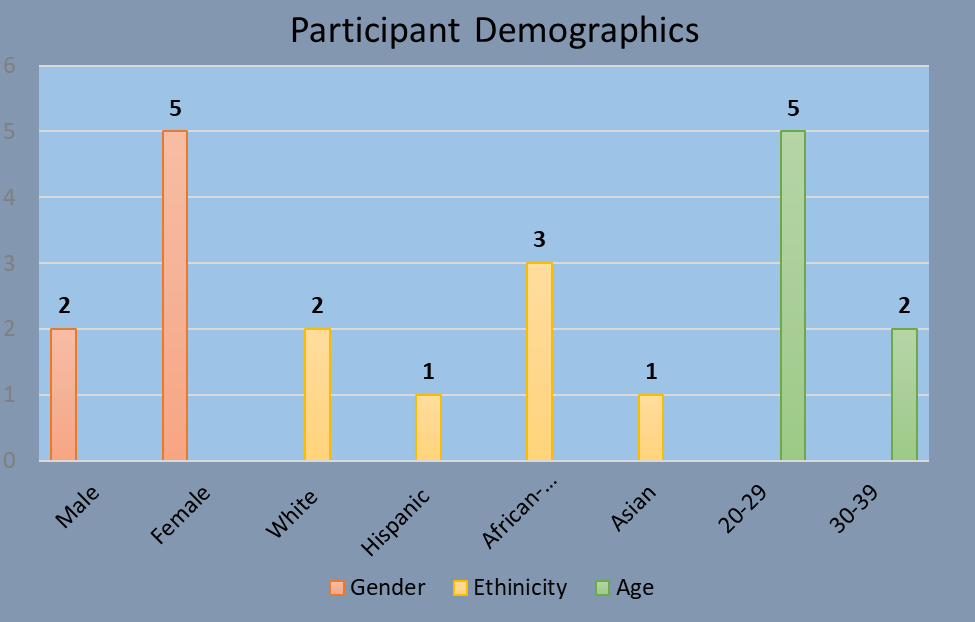 Participant Demographics
6
5
4
3
2
1
0
2
5
2
1
3
1
5
2
Male
Female
White
Hispanic
African-...
Asian
20-29
30-39
Gender
Ethinicity
Age